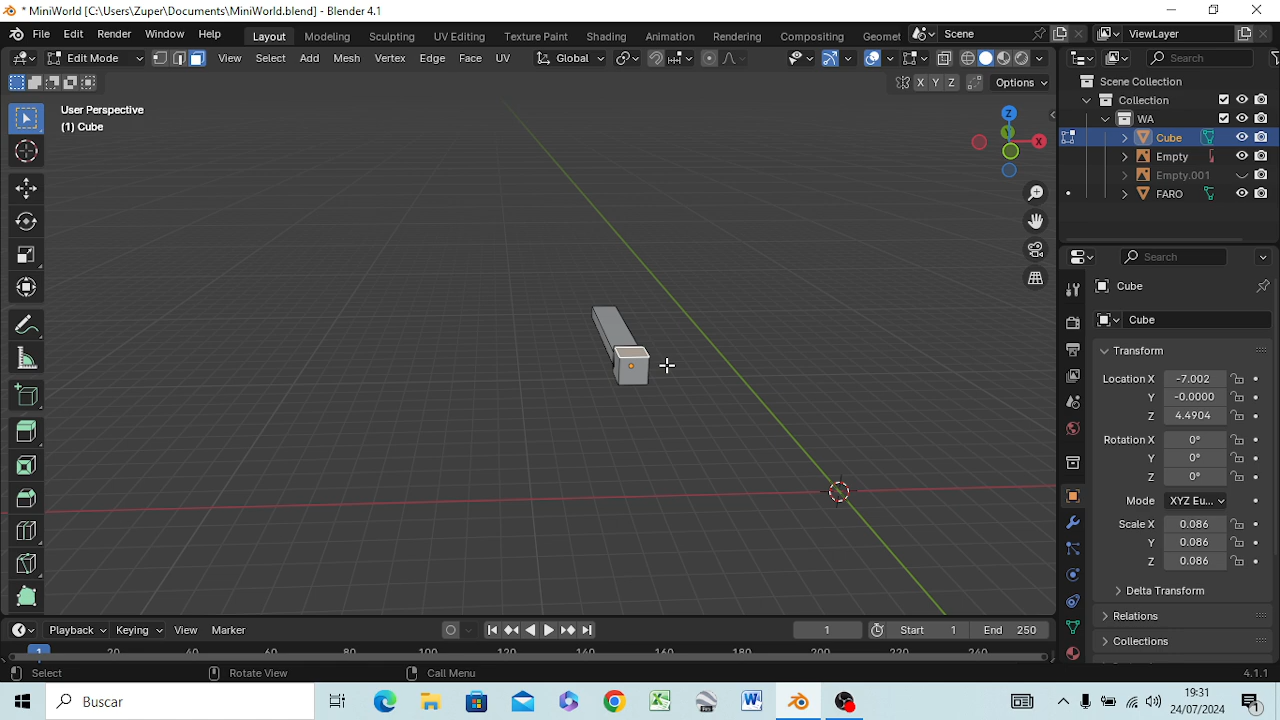 * MiniWorld [C:\Users\Zuper\Documents\MiniWorld.blend] - Blender 4.1
File Edit Render Window Help Layout Modeling Sculpting UV Editing Texture Paint Shading Animation Rendering Compositing Geomet Scene ViewLayer
Edit Mode View Select Add Mesh Vertex Edge Face UV Global Search
X Y Z Options
Scene Collection
Collection
WA
Cube
Empty
Empty.001
FARO
User Perspective
(1) Cube
Z
X
Y
Search
Cube
Cube
Transform
Location X -7.002
Y -0.0000
Z 4.4904
Rotation X 0°
Y 0°
Z 0°
Mode XYZ Eu...
Scale X 0.086
Y 0.086
Z 0.086
Delta Transform
Relations
Collections
Playback Keying View Marker 1 Start 1 End 250
1 20 40 60 80 100 120 140 160 180 200 220 240
Select Rotate View Call Menu 4.1.1
Buscar
19:31
24/07/2024
1